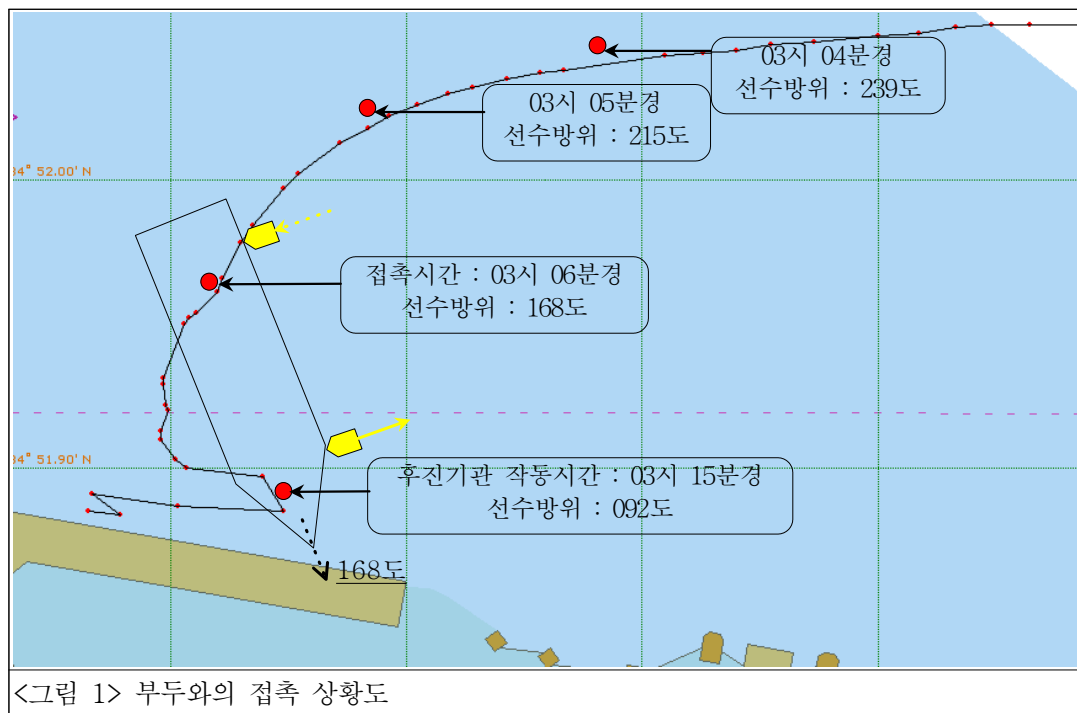 03시 04분경
선수방위 : 239도
03시 05분경
선수방위 : 215도
34° 52.00' N
접촉시간 : 03시 06분경
선수방위 : 168도
34° 51.90' N
후진기관 작동시간 : 03시 15분경
선수방위 : 092도
168도
<그림 1> 부두와의 접촉 상황도